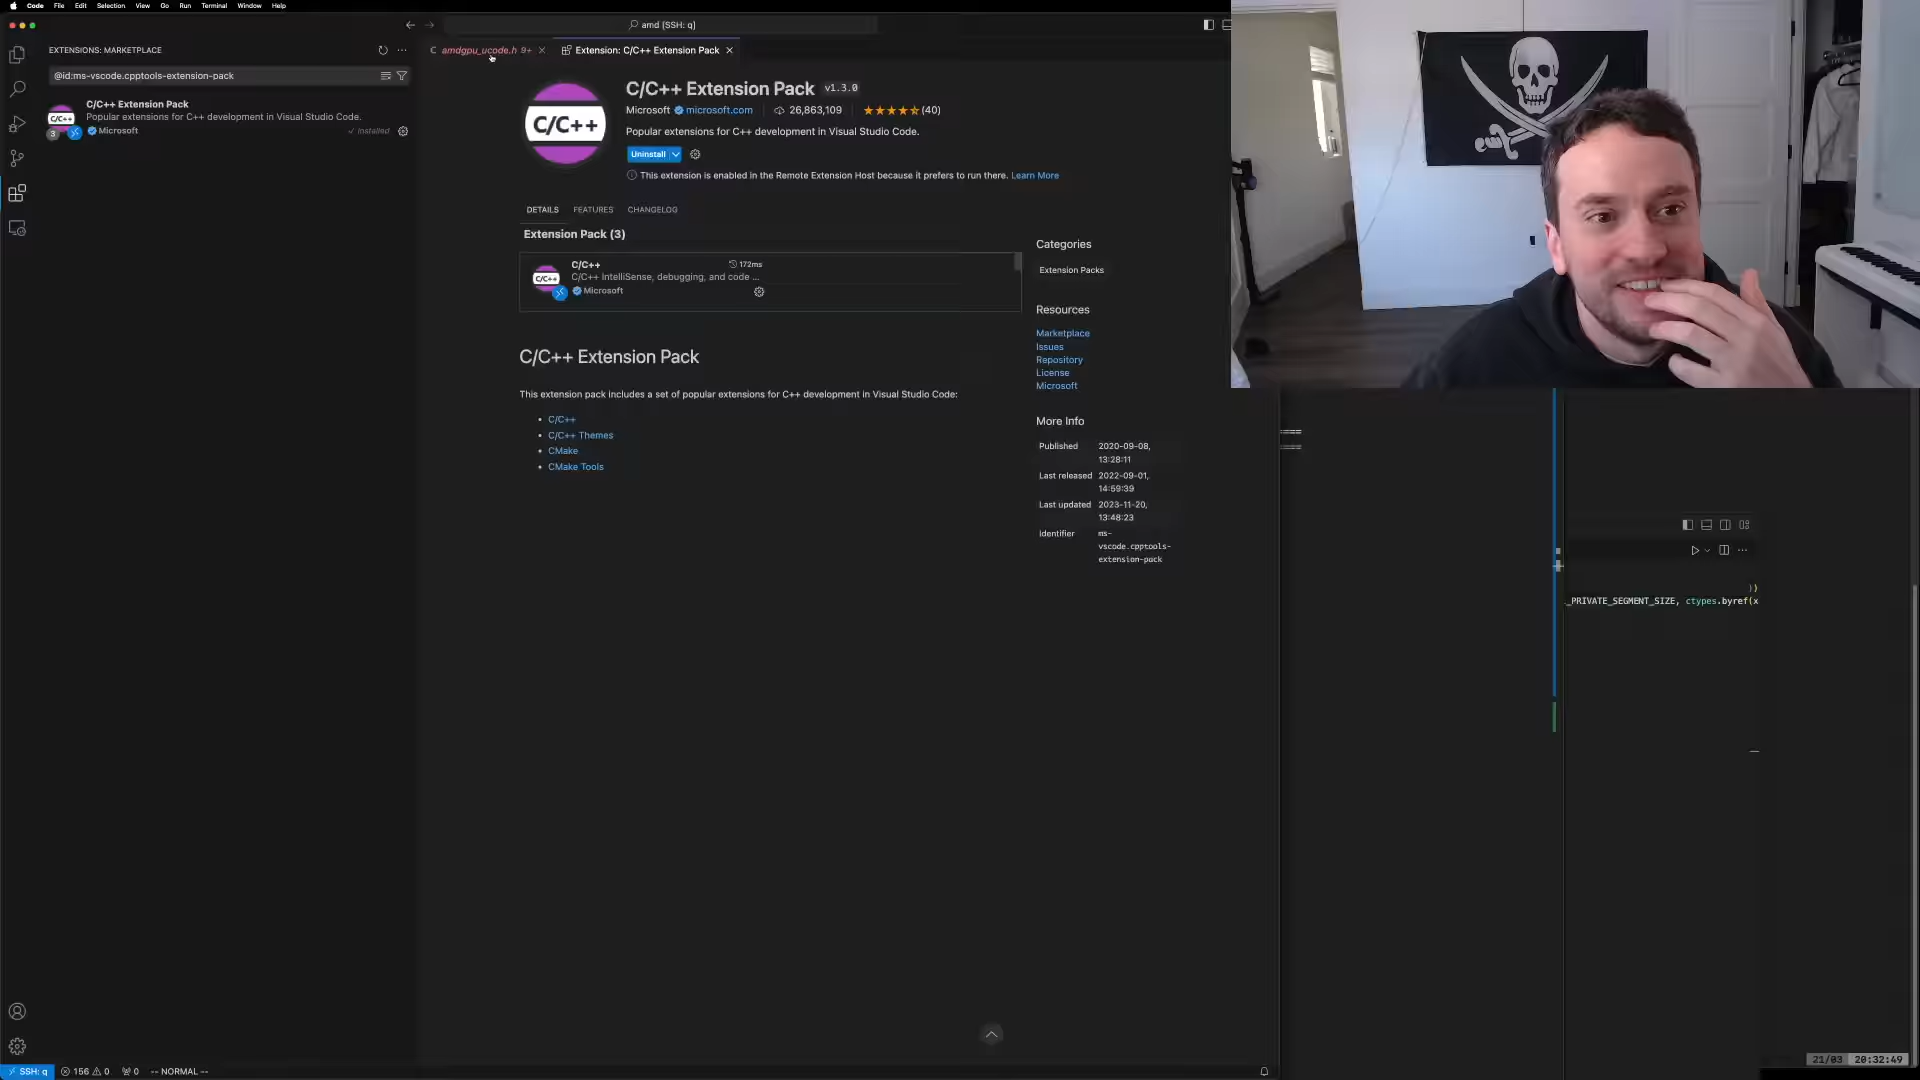 Code File Edit Selection View Go Run Terminal Window Help
amd [SSH: q]
EXTENSIONS: MARKETPLACE
amdgpu_ucode.h 9+
Extension: C/C++ Extension Pack
@id:ms-vscode.cpptools-extension-pack
C/C++
3
C/C++ Extension Pack
Popular extensions for C++ development in Visual Studio Code.
Microsoft
Installed
C/C++
C/C++ Extension Pack v1.3.0
Microsoft microsoft.com 26,863,109 (40)
Popular extensions for C++ development in Visual Studio Code.
Uninstall
This extension is enabled in the Remote Extension Host because it prefers to run there. Learn More
DETAILS FEATURES CHANGELOG
Extension Pack (3)
C/C++
C/C++ 172ms
C/C++ IntelliSense, debugging, and code ...
Microsoft
C/C++ Extension Pack
This extension pack includes a set of popular extensions for C++ development in Visual Studio Code:
• C/C++
• C/C++ Themes
• CMake
• CMake Tools
Categories
Extension Packs
Resources
Marketplace
Issues
Repository
License
Microsoft
More Info
Published 2020-09-08,
13:28:11
Last released 2022-09-01,
14:59:39
Last updated 2023-11-20,
13:48:23
Identifier ms-
vscode.cpptools-
extension-pack
))
_PRIVATE_SEGMENT_SIZE, ctypes.byref(x
SSH: q 156 0 0 -- NORMAL --
21/03 20:32:49